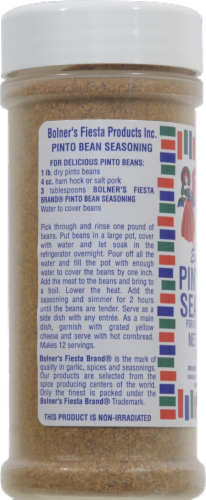 Bolner's Fiesta Products Inc.
PINTO BEAN SEASONING
FOR DELICIOUS PINTO BEANS:
1 lb. dry pinto beans
4 oz. ham hock or salt pork
3 tablespoons BOLNER'S FIESTA
BRAND® PINTO BEAN SEASONING
Water to cover beans
Pick through and rinse one pound of
beans. Put beans in a large pot, cover
with water and let soak in the
refrigerator overnight. Pour off all the
water and fill the pot with enough
water to cover the beans by one inch.
Add the meat to the beans and bring to
a boil. Lower the heat. Add the
seasoning and simmer for 2 hours
until the beans are tender. Serve as a
side dish with any entrée. As a main
dish, garnish with grated yellow
cheese and serve with hot cornbread.
Makes 12 servings.
Bolner's Fiesta Brand® is the mark of
quality in garlic, spices and seasonings.
Our products are selected from the
spice producing centers of the world.
Only the finest is packed under the
Bolner's Fiesta Brand® Trademark.
THIS PRODUCT IS NON-IRRADIATED
PIN
SEA
FOR
NE